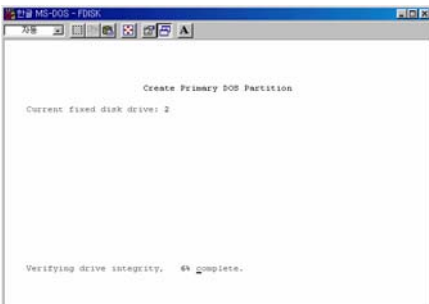 한글 MS-DOS - FDISK
자동
A
Create Primary DOS Partition
Current fixed disk drive: 2
Verifying drive integrity, 6% complete.